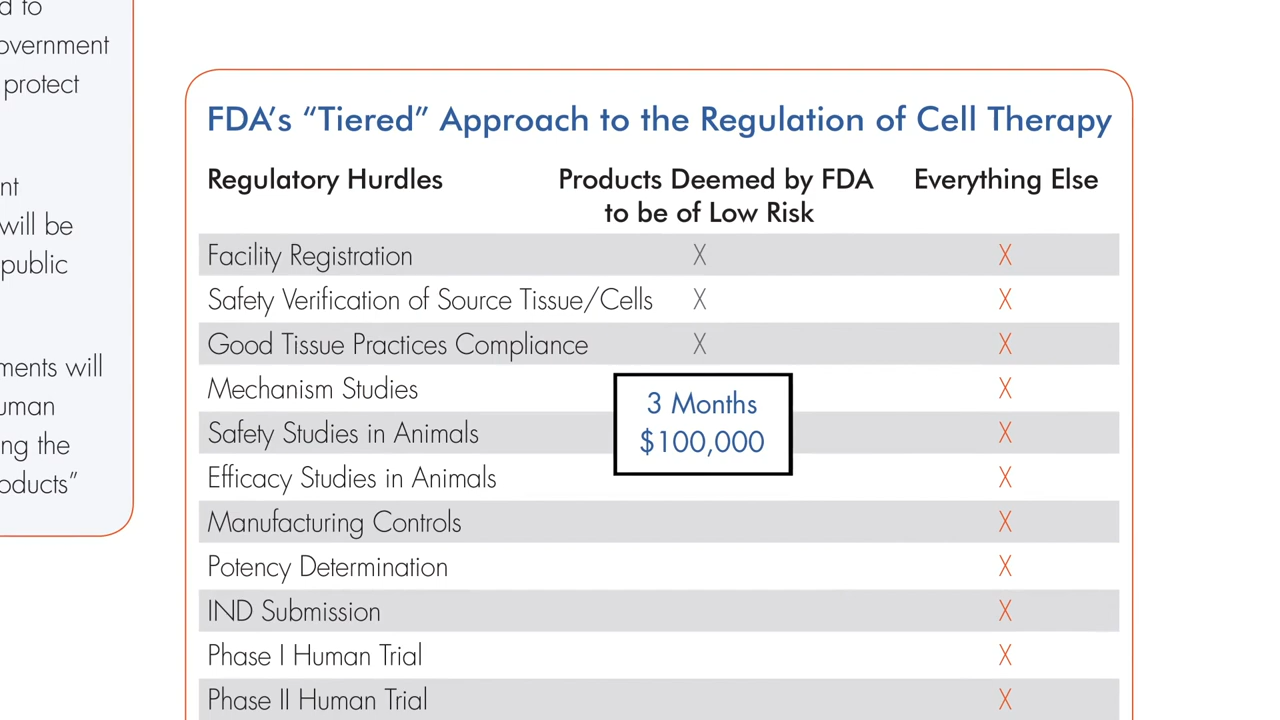 d to
overnment
protect
nt
will be
public
ments will
uman
ng the
oducts”
FDA’s “Tiered” Approach to the Regulation of Cell Therapy
Regulatory Hurdles Products Deemed by FDA to be of Low Risk Everything Else
Facility Registration X X
Safety Verification of Source Tissue/Cells X X
Good Tissue Practices Compliance X X
Mechanism Studies X
3 Months
$100,000
Safety Studies in Animals X
Efficacy Studies in Animals X
Manufacturing Controls X
Potency Determination X
IND Submission X
Phase I Human Trial X
Phase II Human Trial X